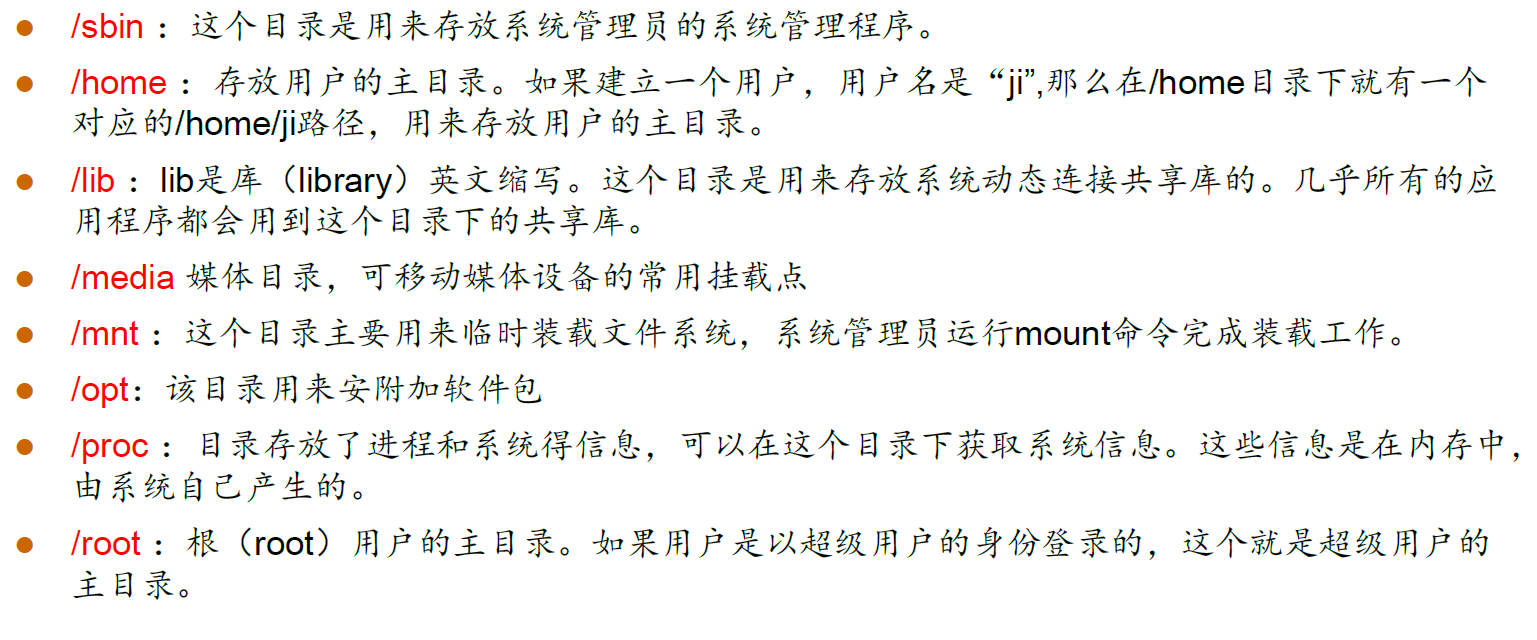 /sbin ：这个目录是用来存放系统管理员的系统管理程序。
/home ：存放用户的主目录。如果建立一个用户，用户名是“ji”,那么在/home目录下就有一个
对应的/home/ji路径，用来存放用户的主目录。
/lib ：lib是库（library）英文缩写。这个目录是用来存放系统动态连接共享库的。几乎所有的应
用程序都会用到这个目录下的共享库。
/media 媒体目录，可移动媒体设备的常用挂载点
/mnt ：这个目录主要用来临时装载文件系统，系统管理员运行mount命令完成装载工作。
/opt：该目录用来安附加软件包
/proc ：目录存放了进程和系统得信息，可以在这个目录下获取系统信息。这些信息是在内存中，
由系统自己产生的。
/root ：根（root）用户的主目录。如果用户是以超级用户的身份登录的，这个就是超级用户的
主目录。